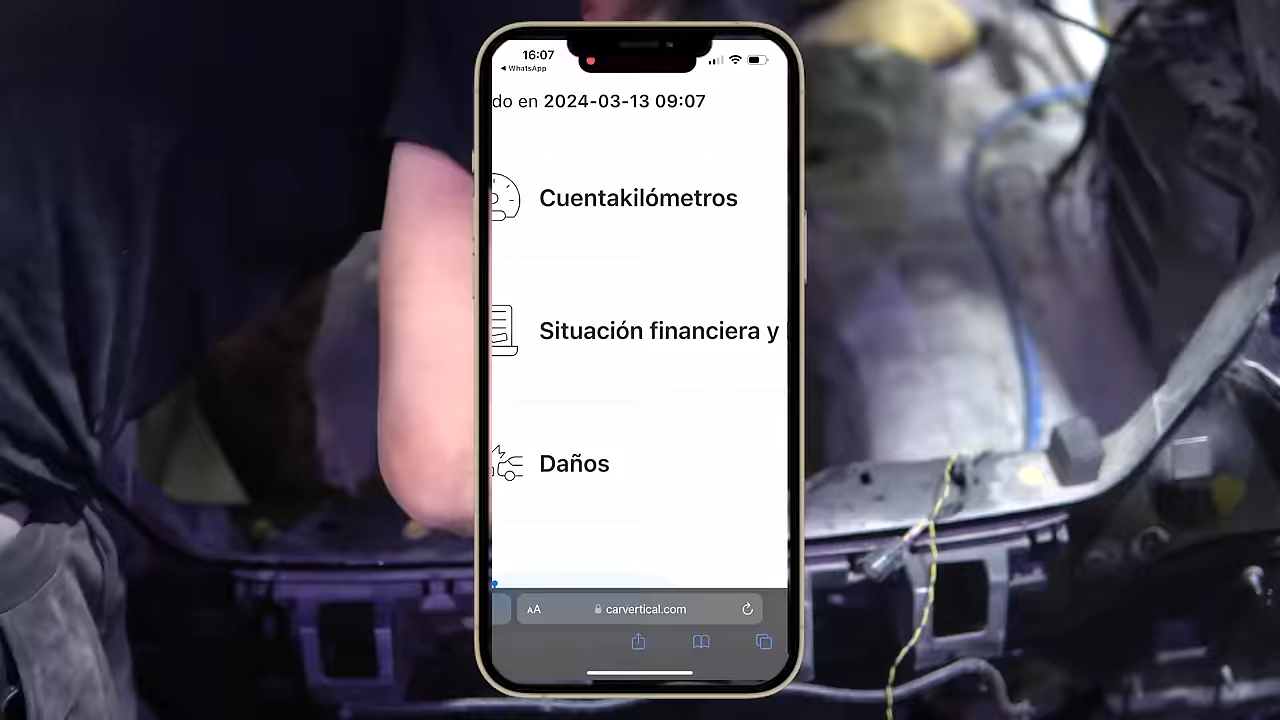 16:07
◀ WhatsApp
do en 2024-03-13 09:07
Cuentakilómetros
Situación financiera y
Daños
AA
carvertical.com